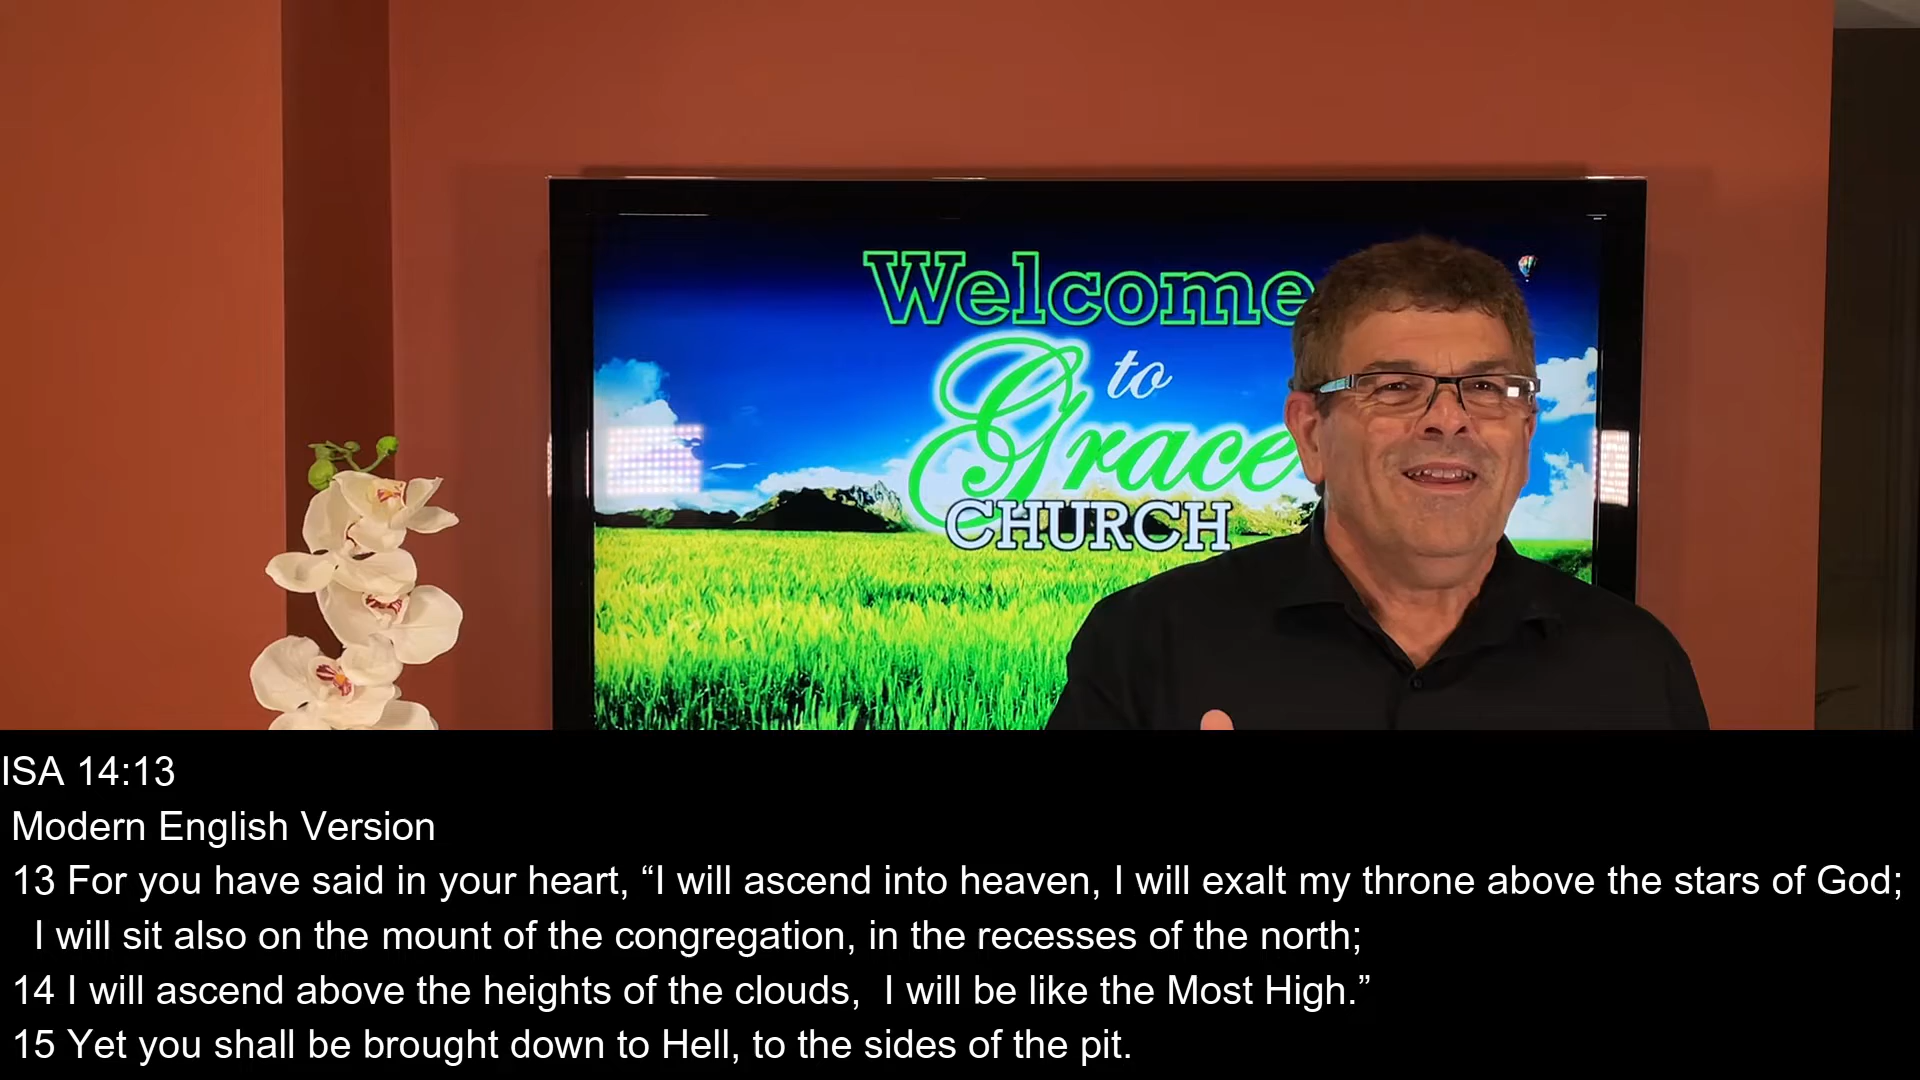 Welcome
to
Grace
CHURCH
ISA 14:13
Modern English Version
13 For you have said in your heart, “I will ascend into heaven, I will exalt my throne above the stars of God;
I will sit also on the mount of the congregation, in the recesses of the north;
14 I will ascend above the heights of the clouds,  I will be like the Most High.”
15 Yet you shall be brought down to Hell, to the sides of the pit.